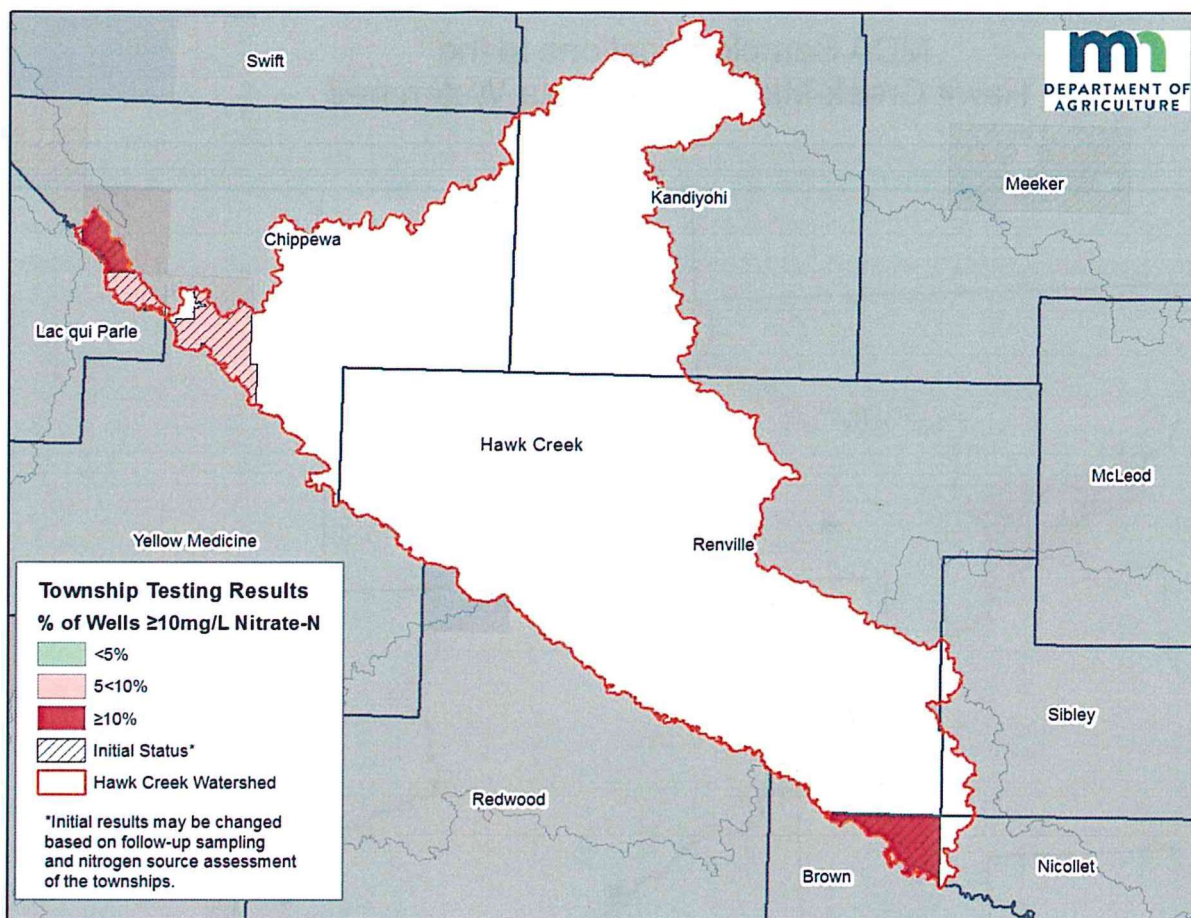 Swift
mn
DEPARTMENT OF
AGRICULTURE
Meeker
Kandiyohi
Chippewa
Lac qui Parle
Hawk Creek
McLeod
Yellow Medicine
Renville
Township Testing Results
% of Wells ≥10mg/L Nitrate-N
<5%
5<10%
≥10%
Initial Status*
Hawk Creek Watershed
*Initial results may be changed
based on follow-up sampling
and nitrogen source assessment
of the townships.
Sibley
Redwood
Brown
Nicollet